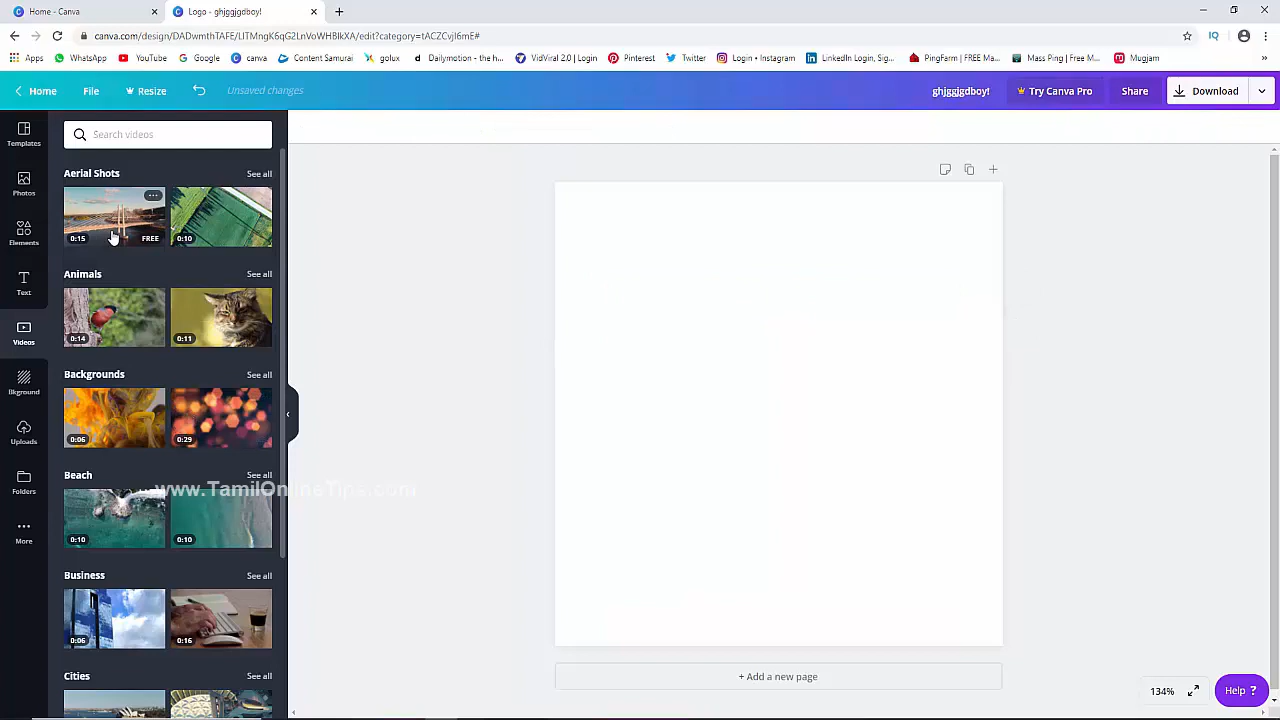 Home - Canva
Logo - ghjgjgdboy!
canva.com/design/DADwmthTAFE/LITMngK6qG2LnVoWHBIkXA/edit?category=tACZCvjI6mE#
Apps WhatsApp YouTube Google canva Content Samurai golux Dailymotion - the h... VidViral 2.0 | Login Pinterest Twitter Login • Instagram LinkedIn Login, Sig... PingFarm | FREE Ma... Mass Ping | Free M... Mugjam »
Home File Resize Unsaved changes ghjgjgdboy! Try Canva Pro Share Download
Templates
Photos
Elements
Text
Videos
Bkground
Uploads
Folders
More
Search videos
Aerial Shots See all
0:15 FREE 0:10
Animals See all
0:14 0:11
Backgrounds See all
0:06 0:29
Beach See all
www.TamilOnlineTips.com
0:10 0:10
Business See all
0:06 0:16
Cities See all
+ Add a new page
134%
Help ?